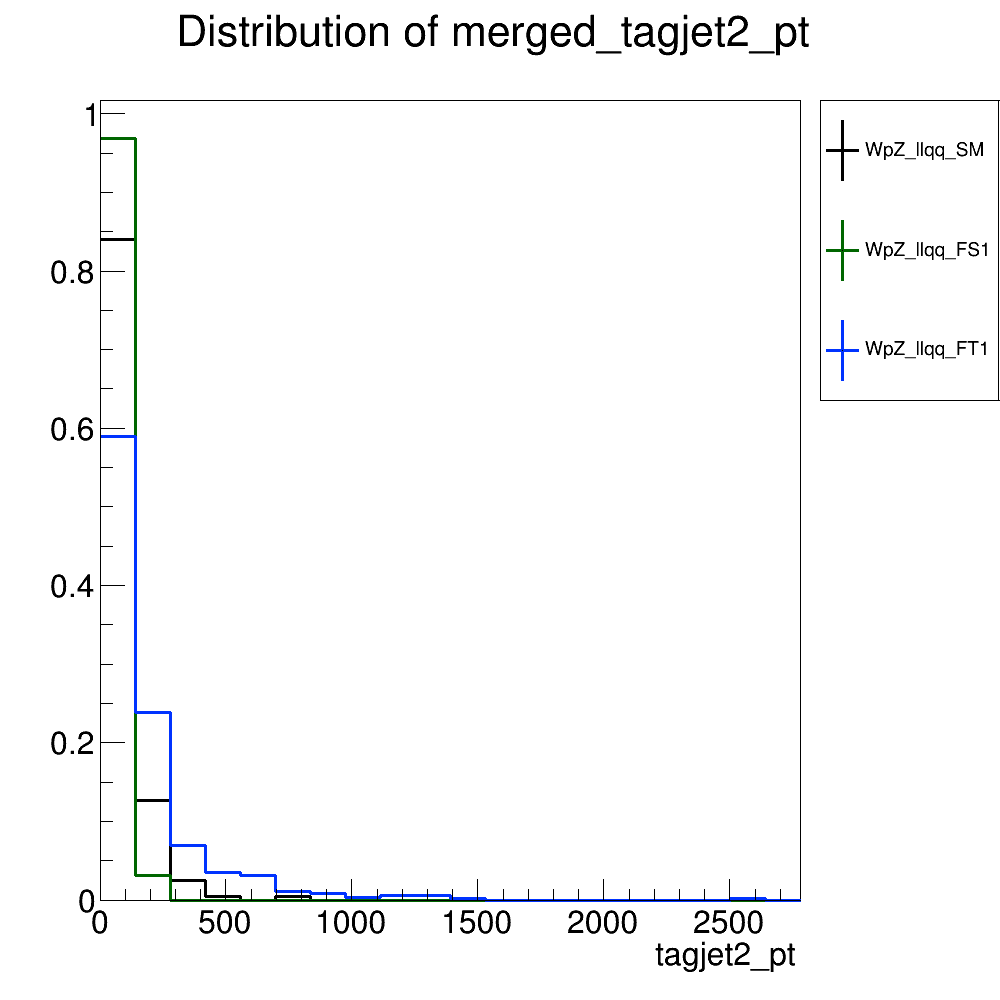 Distribution of merged_tagjet2_pt
1
0.8
0.6
0.4
0.2
0
0 500 1000 1500 2000 2500
tagjet2_pt
WpZ_llqq_SM
WpZ_llqq_FS1
WpZ_llqq_FT1